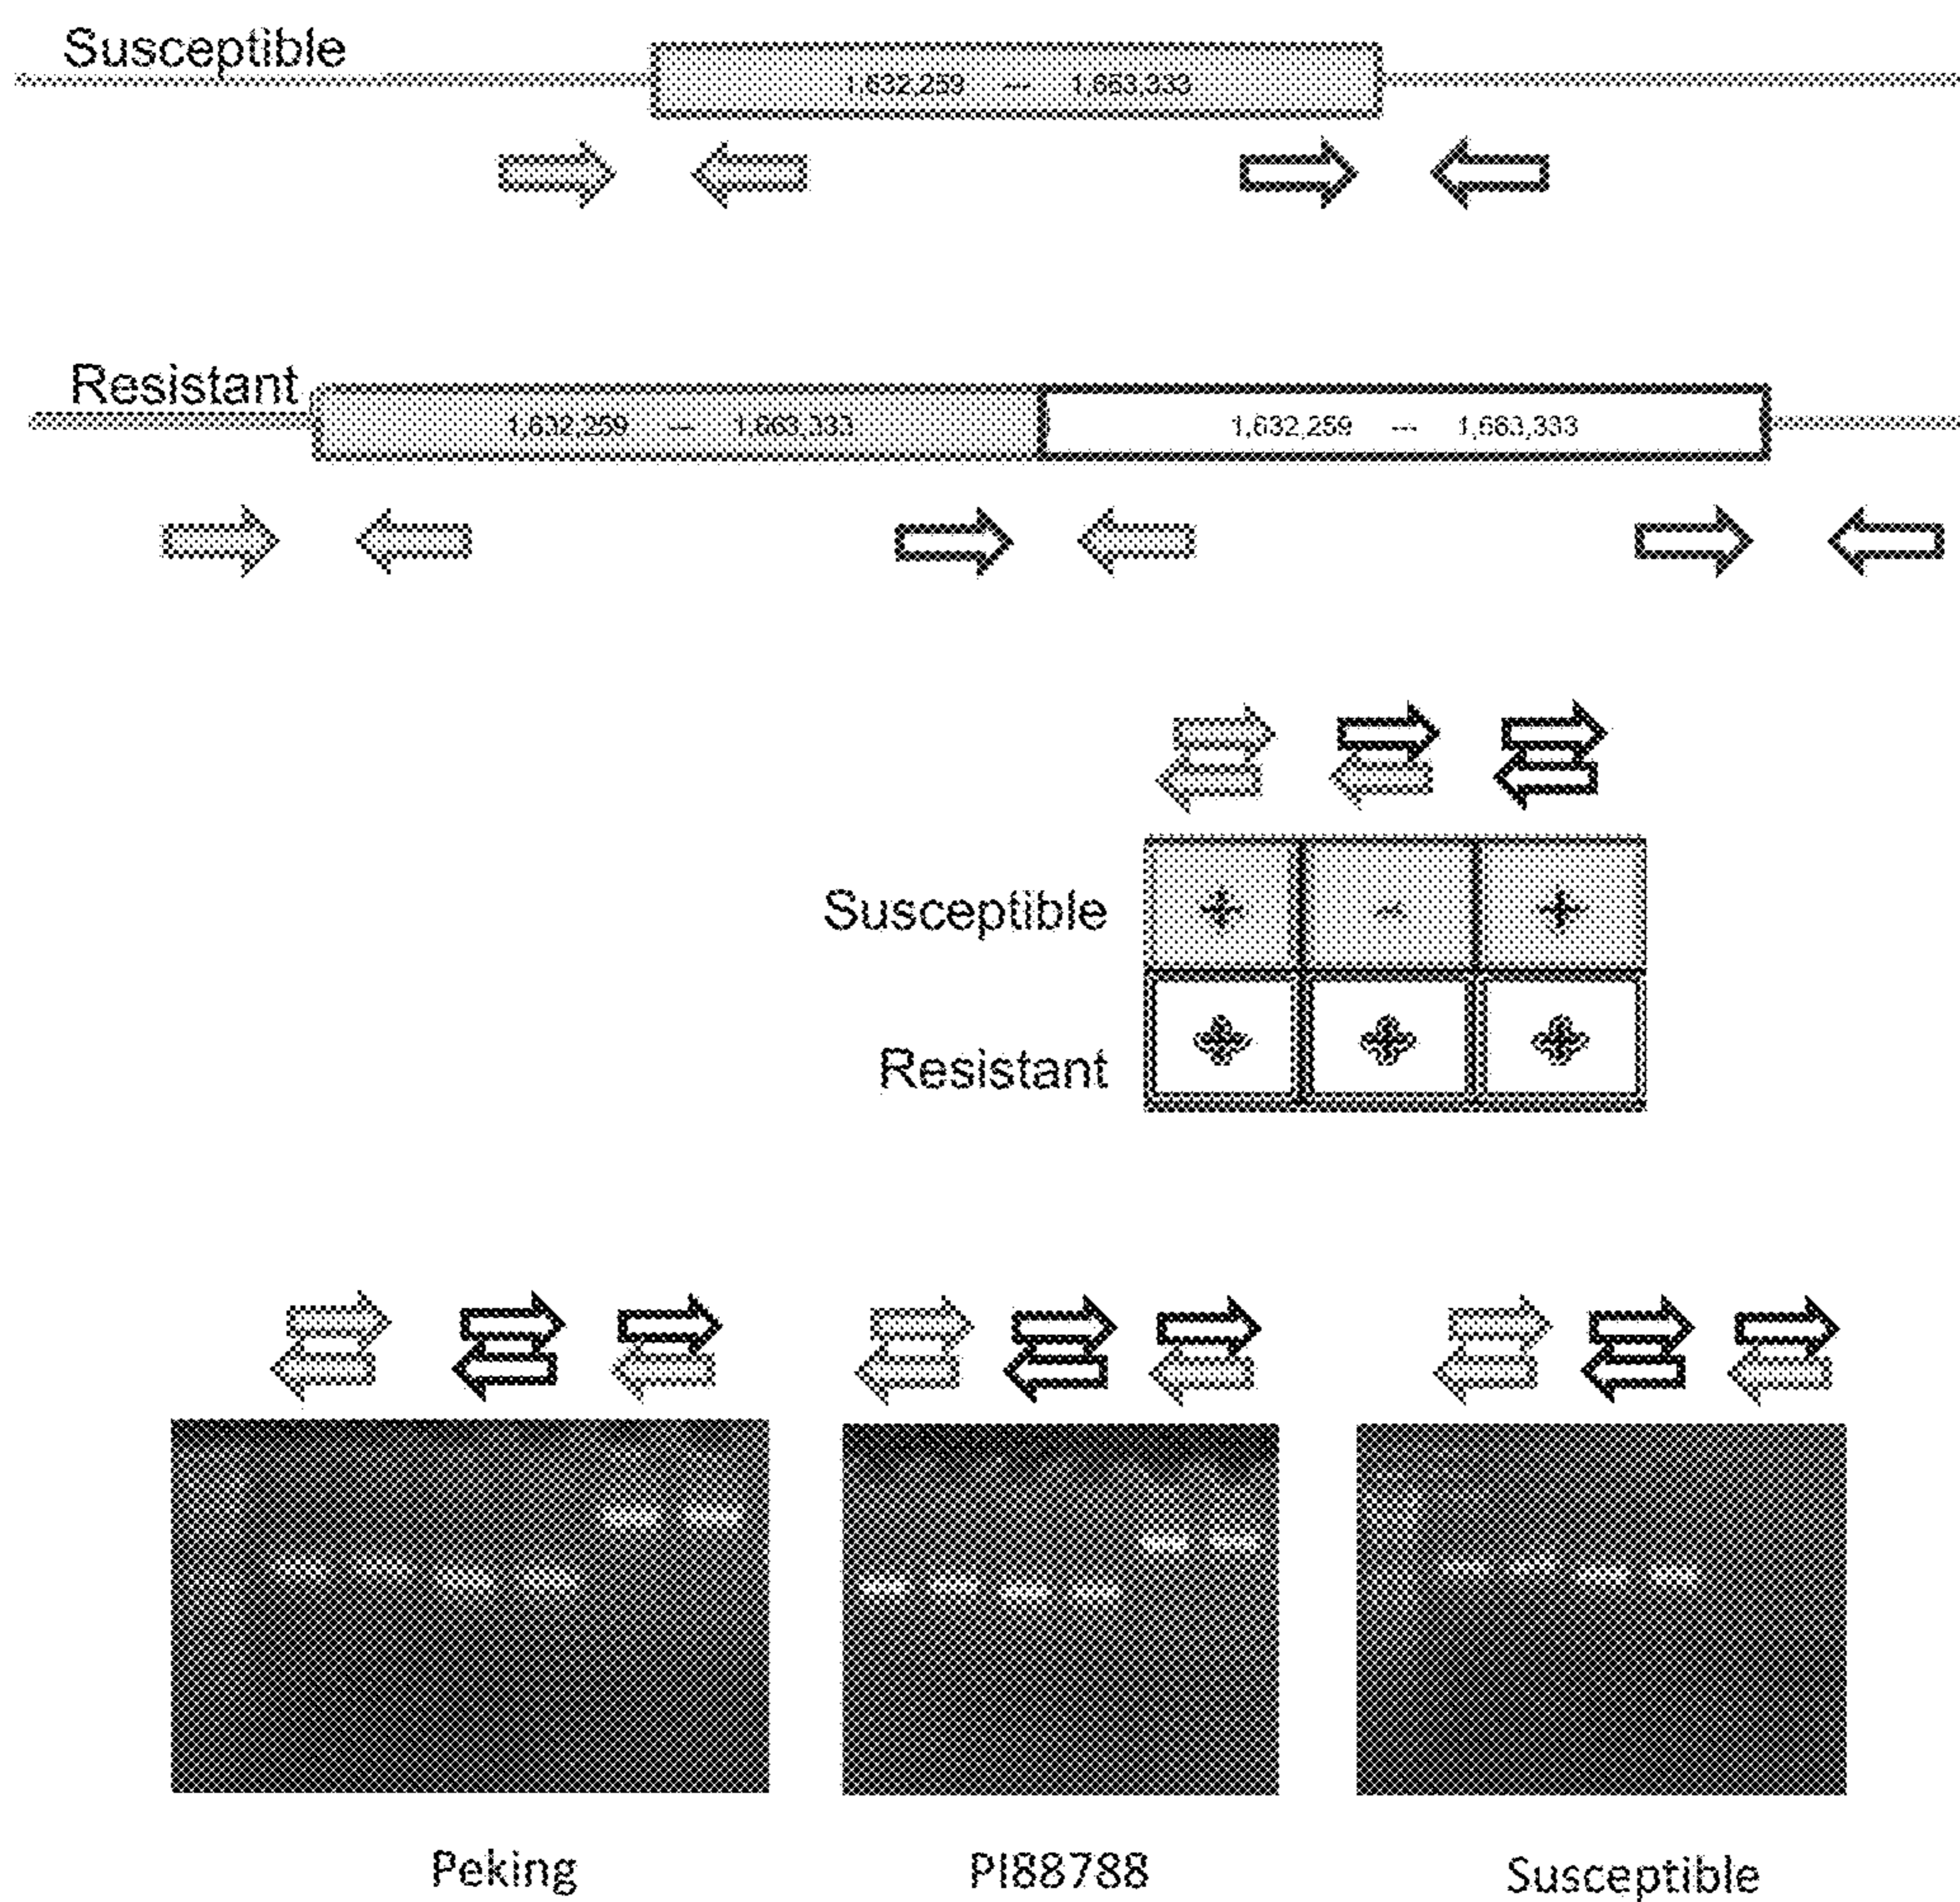 Susceptible
1,632,259 --- 1,663,333
Resistant
1,632,259 --- 1,663,333
1,632,259 --- 1,663,333
Susceptible + - +
Resistant + + +
Peking
PI88788
Susceptible